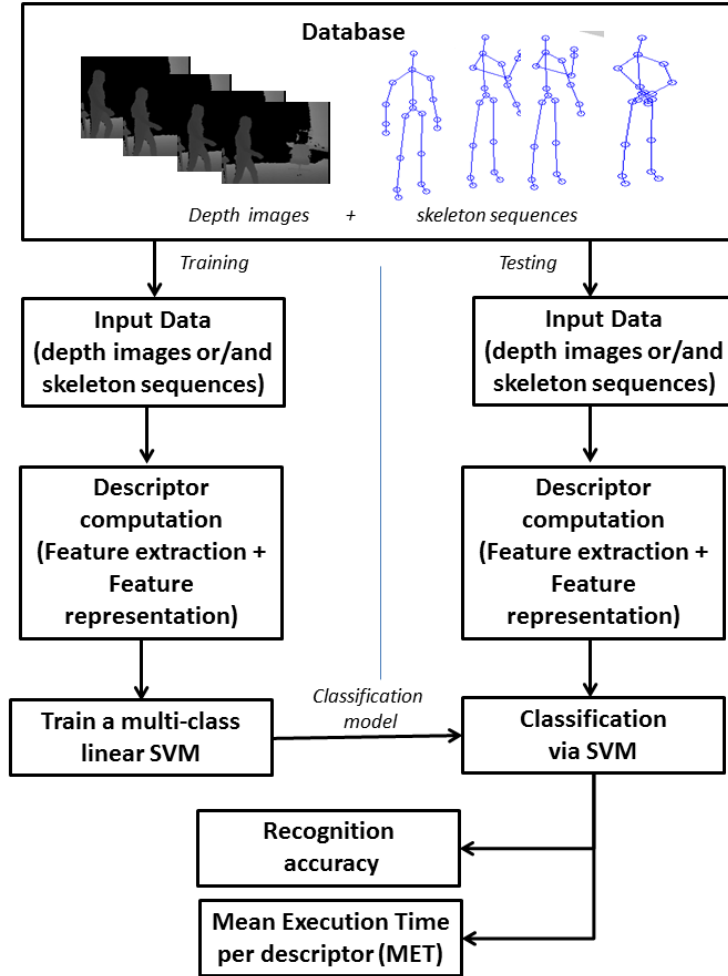 Database
Depth images + skeleton sequences
Training
Testing
Input Data
(depth images or/and
skeleton sequences)
Input Data
(depth images or/and
skeleton sequences)
Descriptor
computation
(Feature extraction +
Feature
representation)
Descriptor
computation
(Feature extraction +
Feature
representation)
Train a multi-class
linear SVM
Classification
model
Classification
via SVM
Recognition
accuracy
Mean Execution Time
per descriptor (MET)